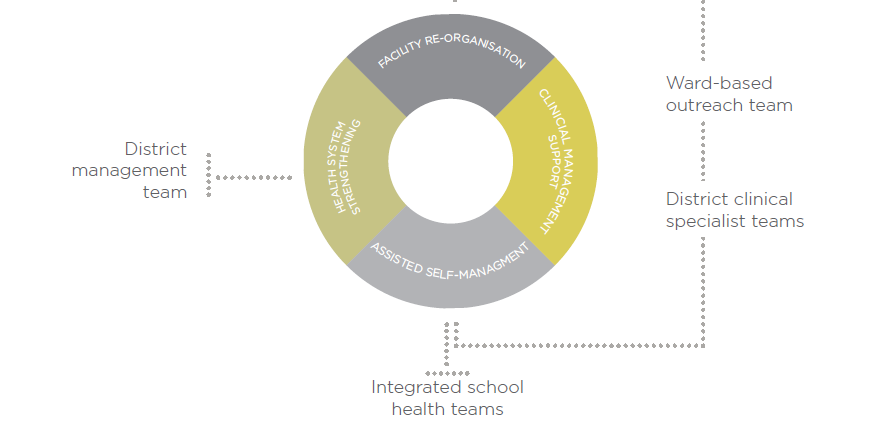 FACILITY RE-ORGANISATION
CLINICIAL MANAGEMENT
SUPPORT
Ward-based
outreach team
District
management
team
HEALTH SYSTEM
STRENGTHENING
District clinical
specialist teams
ASSISTED SELF-MANAGMENT
Integrated school
health teams